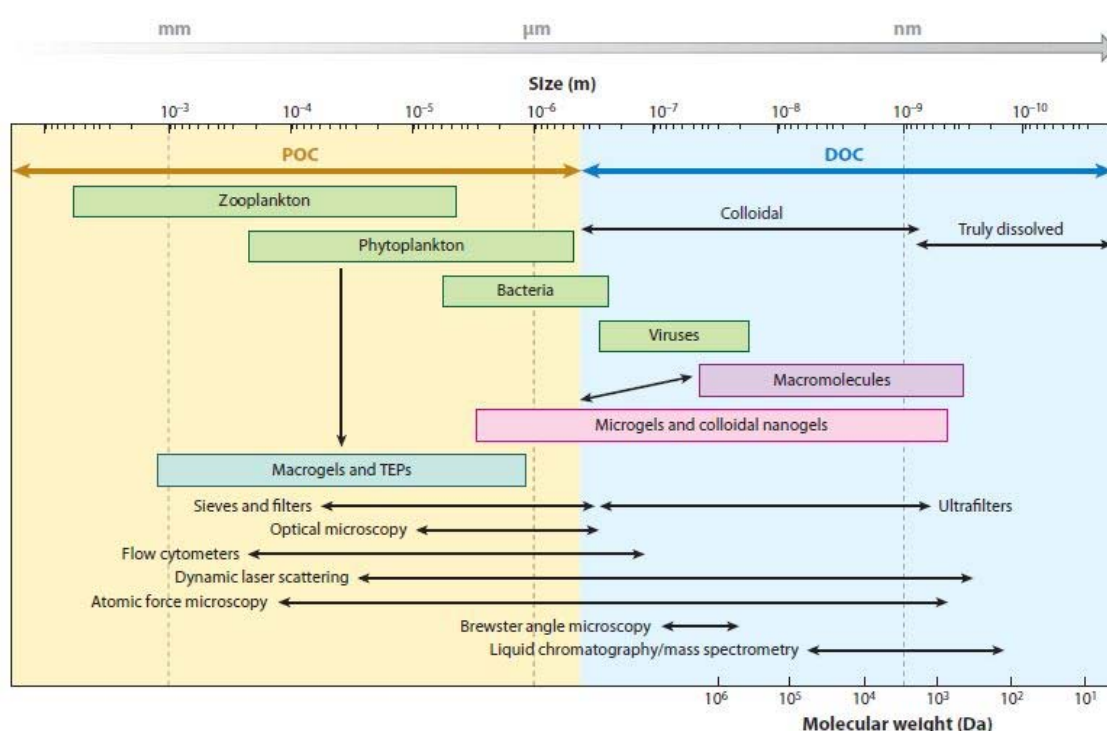 mm µm nm
Size (m)
10⁻³ 10⁻⁴ 10⁻⁵ 10⁻⁶ 10⁻⁷ 10⁻⁸ 10⁻⁹ 10⁻¹⁰
POC DOC
Zooplankton
Colloidal
Truly dissolved
Phytoplankton
Bacteria
Viruses
Macromolecules
Microgels and colloidal nanogels
Macrogels and TEPs
Sieves and filters Ultrafilters
Optical microscopy
Flow cytometers
Dynamic laser scattering
Atomic force microscopy
Brewster angle microscopy
Liquid chromatography/mass spectrometry
10⁶ 10⁵ 10⁴ 10³ 10² 10¹
Molecular weight (Da)